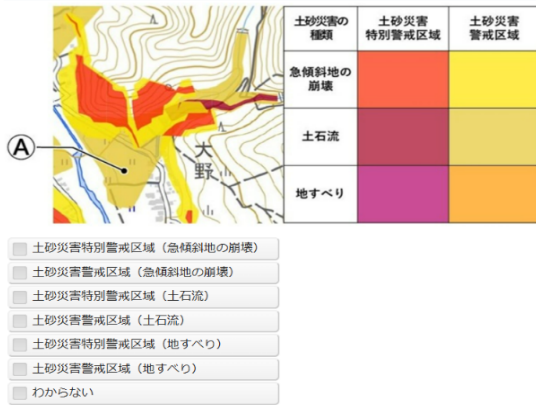 土砂災害の
種類
土砂災害
特別警戒区域
土砂災害
警戒区域
急傾斜地の
崩壊
土石流
地すべり
A
大
野
土砂災害特別警戒区域（急傾斜地の崩壊）
土砂災害警戒区域（急傾斜地の崩壊）
土砂災害特別警戒区域（土石流）
土砂災害警戒区域（土石流）
土砂災害特別警戒区域（地すべり）
土砂災害警戒区域（地すべり）
わからない